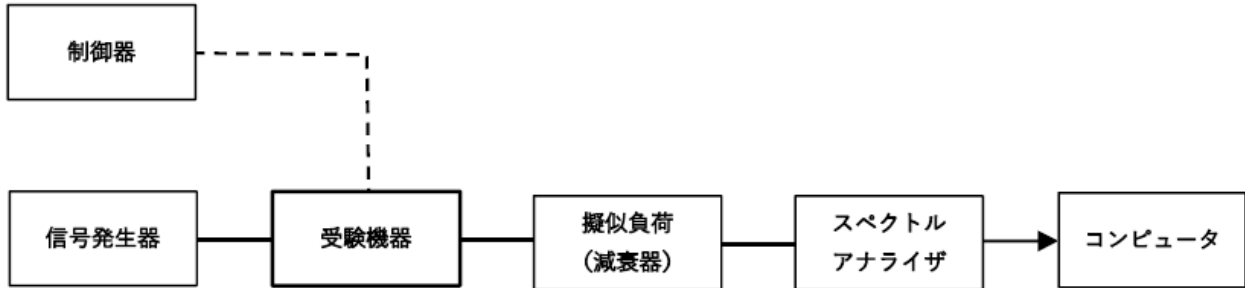 制御器
信号発生器
受験機器
擬似負荷
(減衰器)
スペクトル
アナライザ
コンピュータ